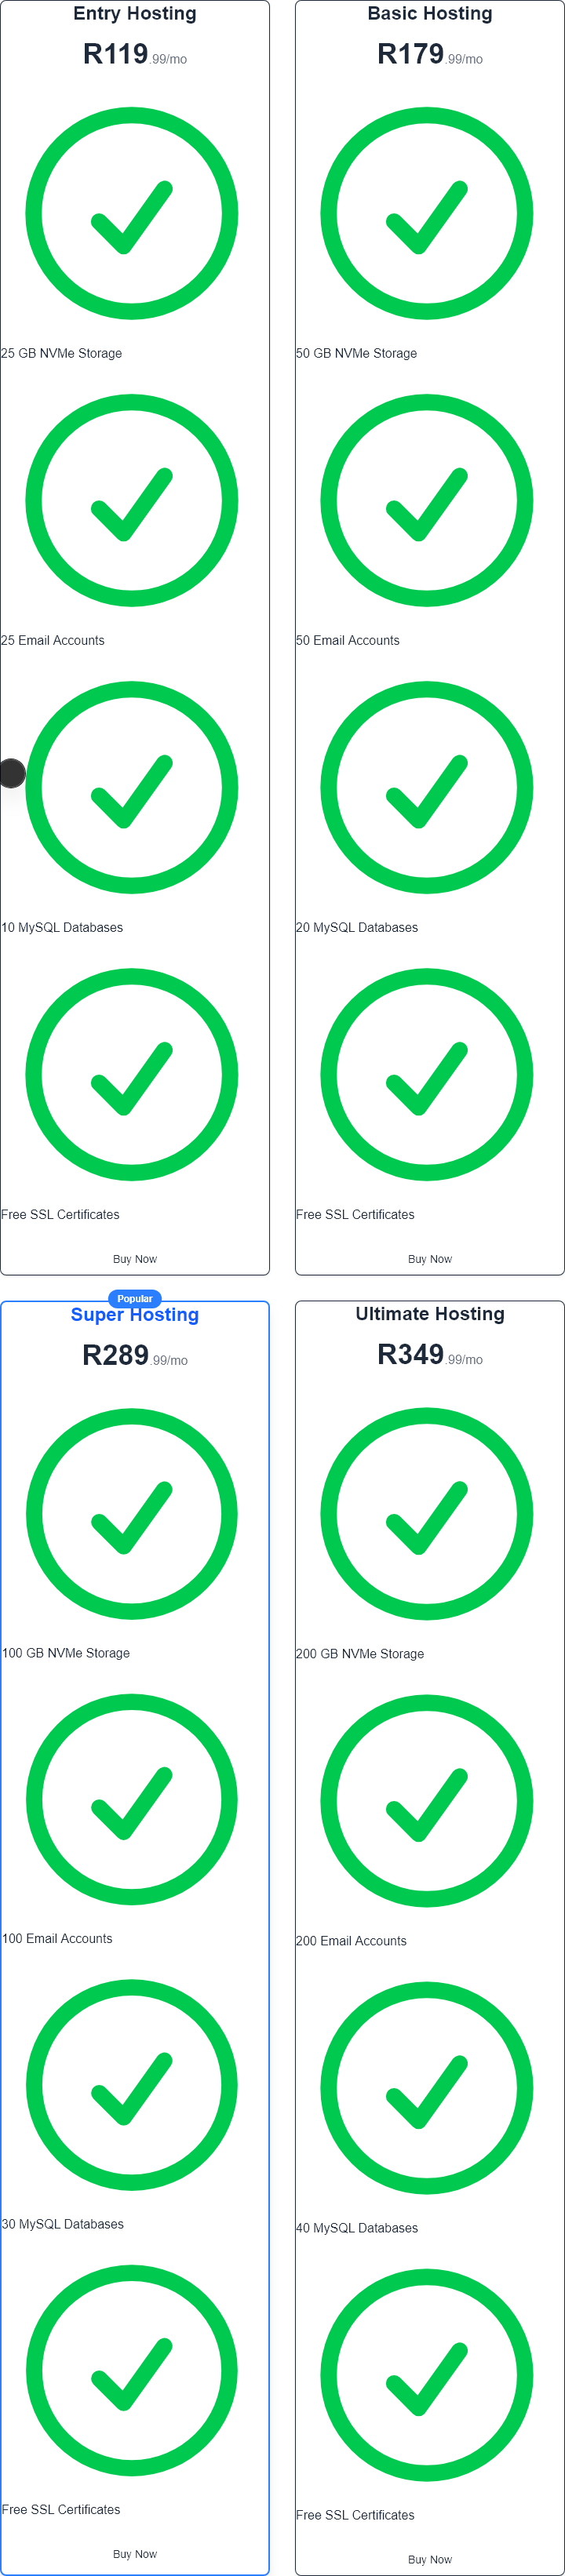 Entry Hosting
R119.99/mo
25 GB NVMe Storage
25 Email Accounts
10 MySQL Databases
Free SSL Certificates
Buy Now
Basic Hosting
R179.99/mo
50 GB NVMe Storage
50 Email Accounts
20 MySQL Databases
Free SSL Certificates
Buy Now
Popular
Super Hosting
R289.99/mo
100 GB NVMe Storage
100 Email Accounts
30 MySQL Databases
Free SSL Certificates
Buy Now
Ultimate Hosting
R349.99/mo
200 GB NVMe Storage
200 Email Accounts
40 MySQL Databases
Free SSL Certificates
Buy Now